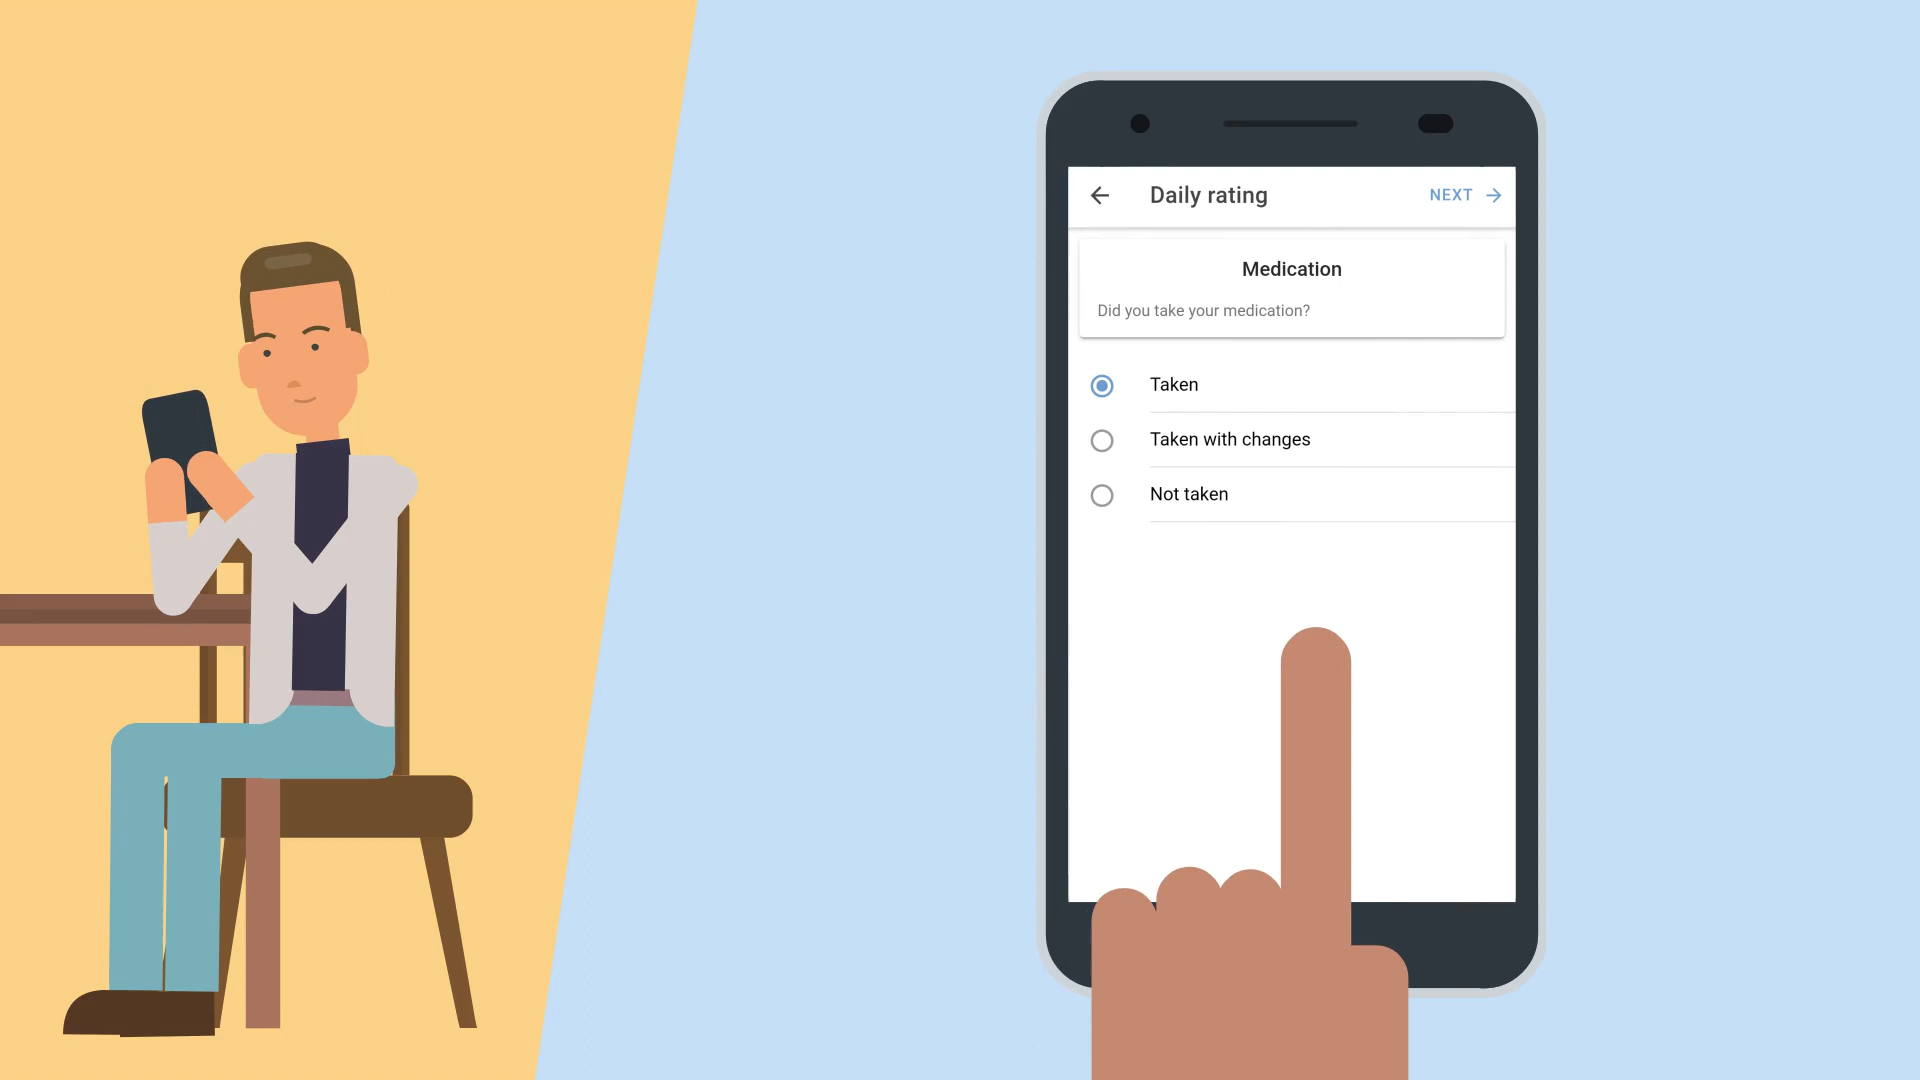 Daily rating
NEXT
Medication
Did you take your medication?
Taken
Taken with changes
Not taken